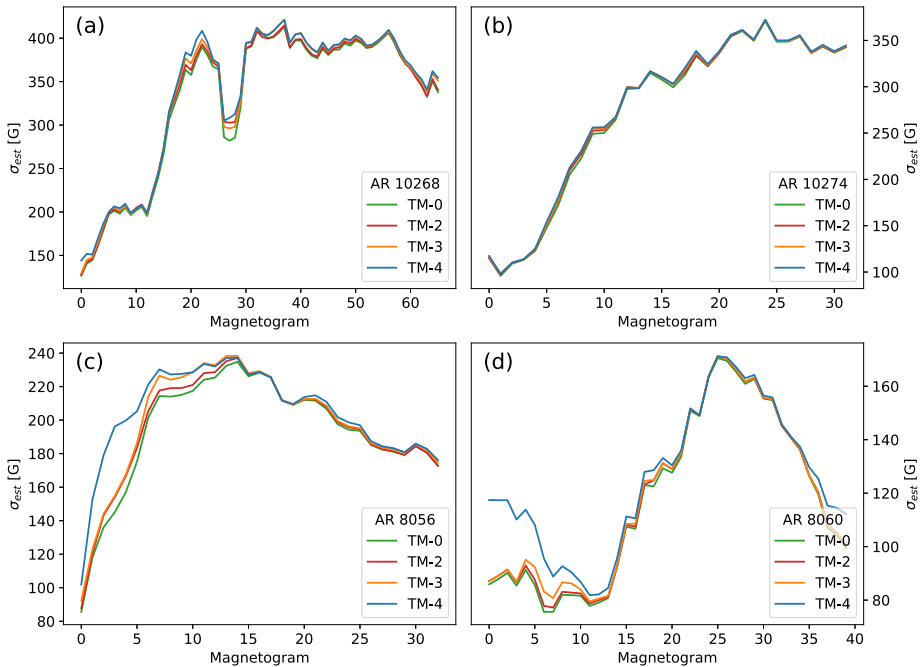 (a)
400
350
300
250
200
150
σest [G]
0 10 20 30 40 50 60
Magnetogram
AR 10268
TM-0
TM-2
TM-3
TM-4
(b)
350
300
250
200
150
100
σest [G]
0 5 10 15 20 25 30
Magnetogram
AR 10274
TM-0
TM-2
TM-3
TM-4
(c)
240
220
200
180
160
140
120
100
80
σest [G]
0 5 10 15 20 25 30
Magnetogram
AR 8056
TM-0
TM-2
TM-3
TM-4
(d)
160
140
120
100
80
σest [G]
0 5 10 15 20 25 30 35 40
Magnetogram
AR 8060
TM-0
TM-2
TM-3
TM-4